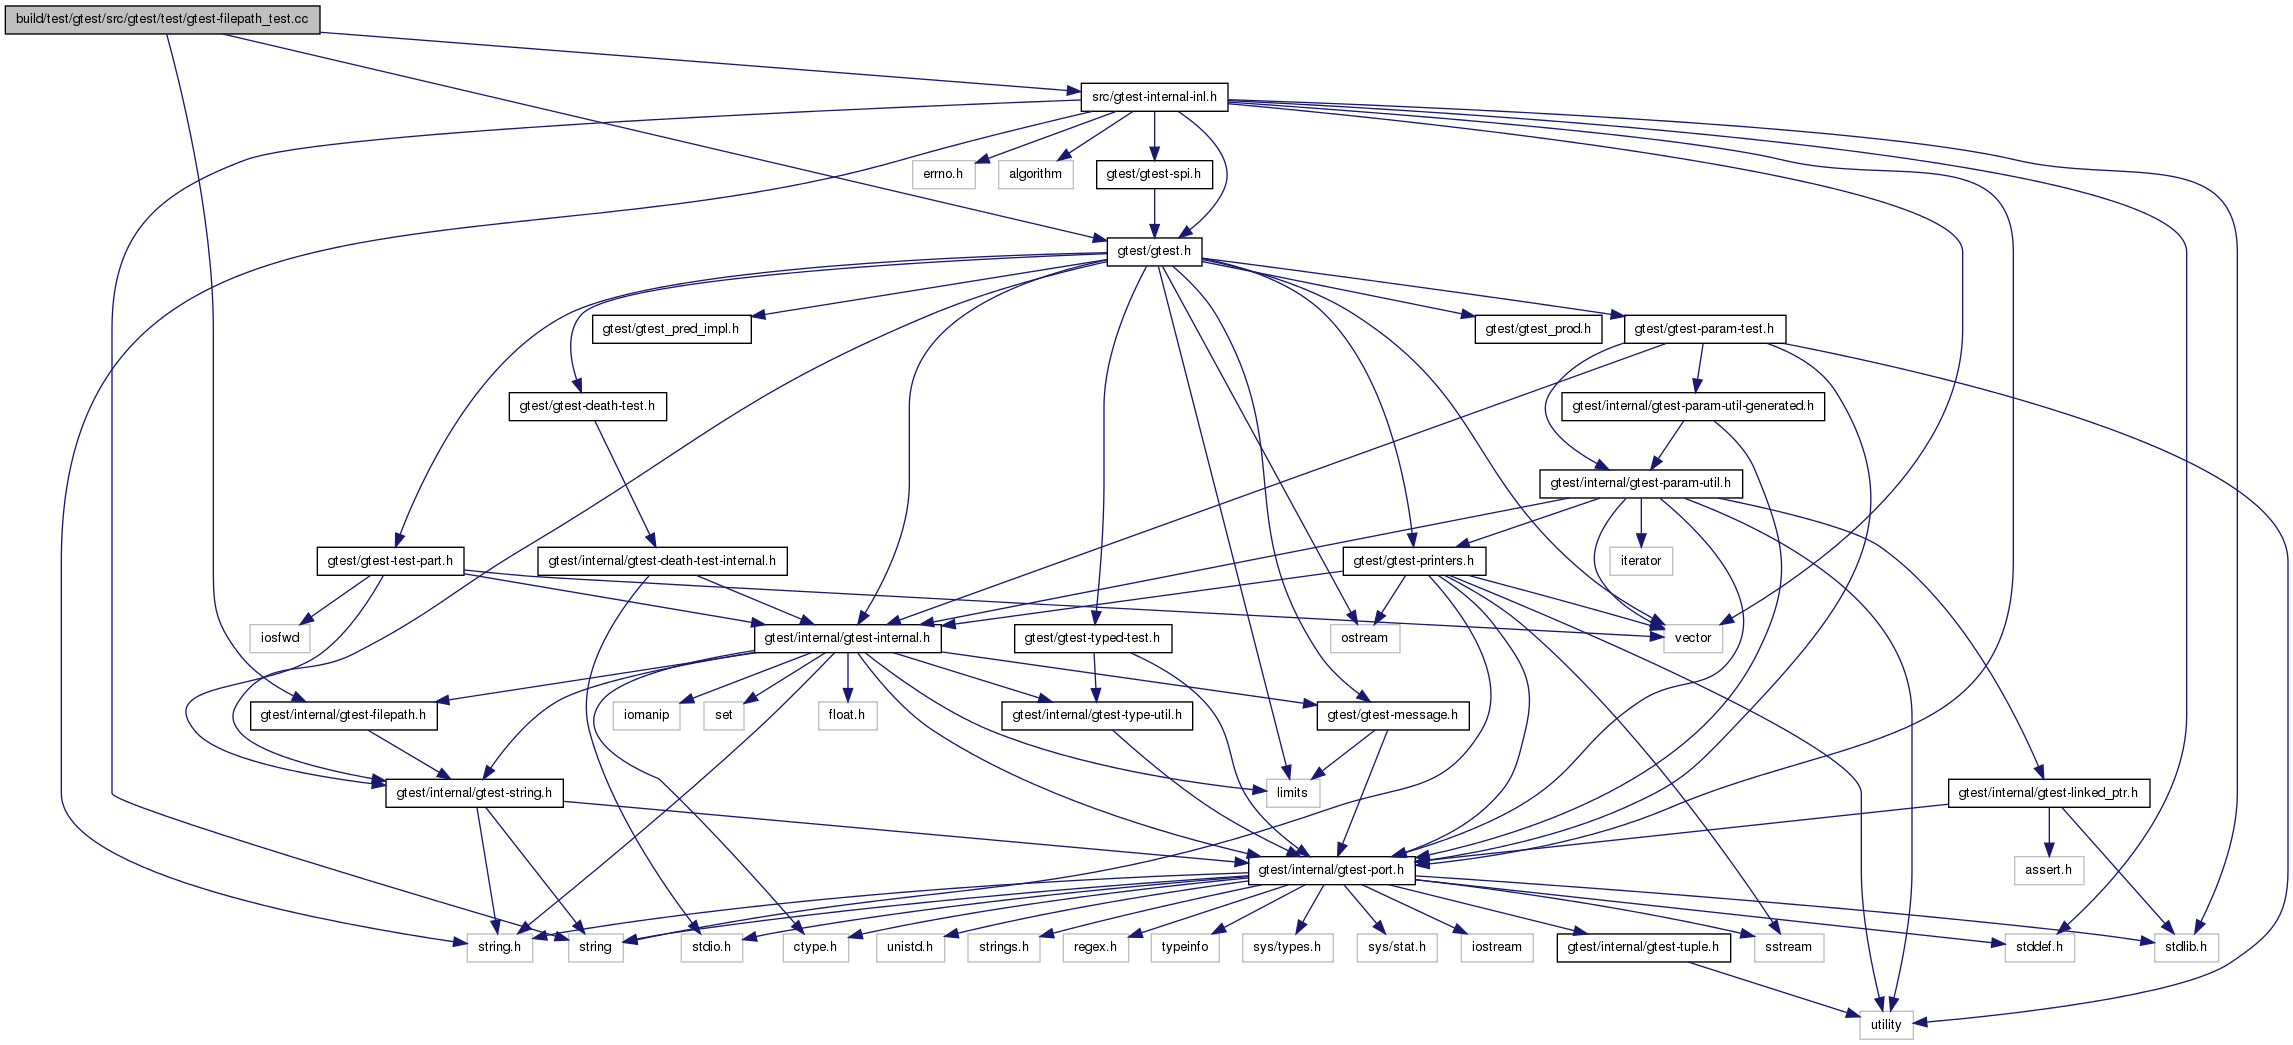 build/test/gtest/src/gtest/test/gtest-filepath_test.cc
src/gtest-internal-inl.h
errno.h
algorithm
gtest/gtest-spi.h
gtest/gtest.h
gtest/gtest_pred_impl.h
gtest/gtest_prod.h
gtest/gtest-param-test.h
gtest/gtest-death-test.h
gtest/internal/gtest-param-util-generated.h
gtest/internal/gtest-param-util.h
gtest/gtest-test-part.h
gtest/internal/gtest-death-test-internal.h
gtest/gtest-printers.h
iterator
iosfwd
gtest/internal/gtest-internal.h
gtest/gtest-typed-test.h
ostream
vector
gtest/internal/gtest-filepath.h
iomanip
set
float.h
gtest/internal/gtest-type-util.h
gtest/gtest-message.h
gtest/internal/gtest-string.h
limits
gtest/internal/gtest-linked_ptr.h
gtest/internal/gtest-port.h
assert.h
string.h
string
stdio.h
ctype.h
unistd.h
strings.h
regex.h
typeinfo
sys/types.h
sys/stat.h
iostream
gtest/internal/gtest-tuple.h
sstream
stddef.h
stdlib.h
utility